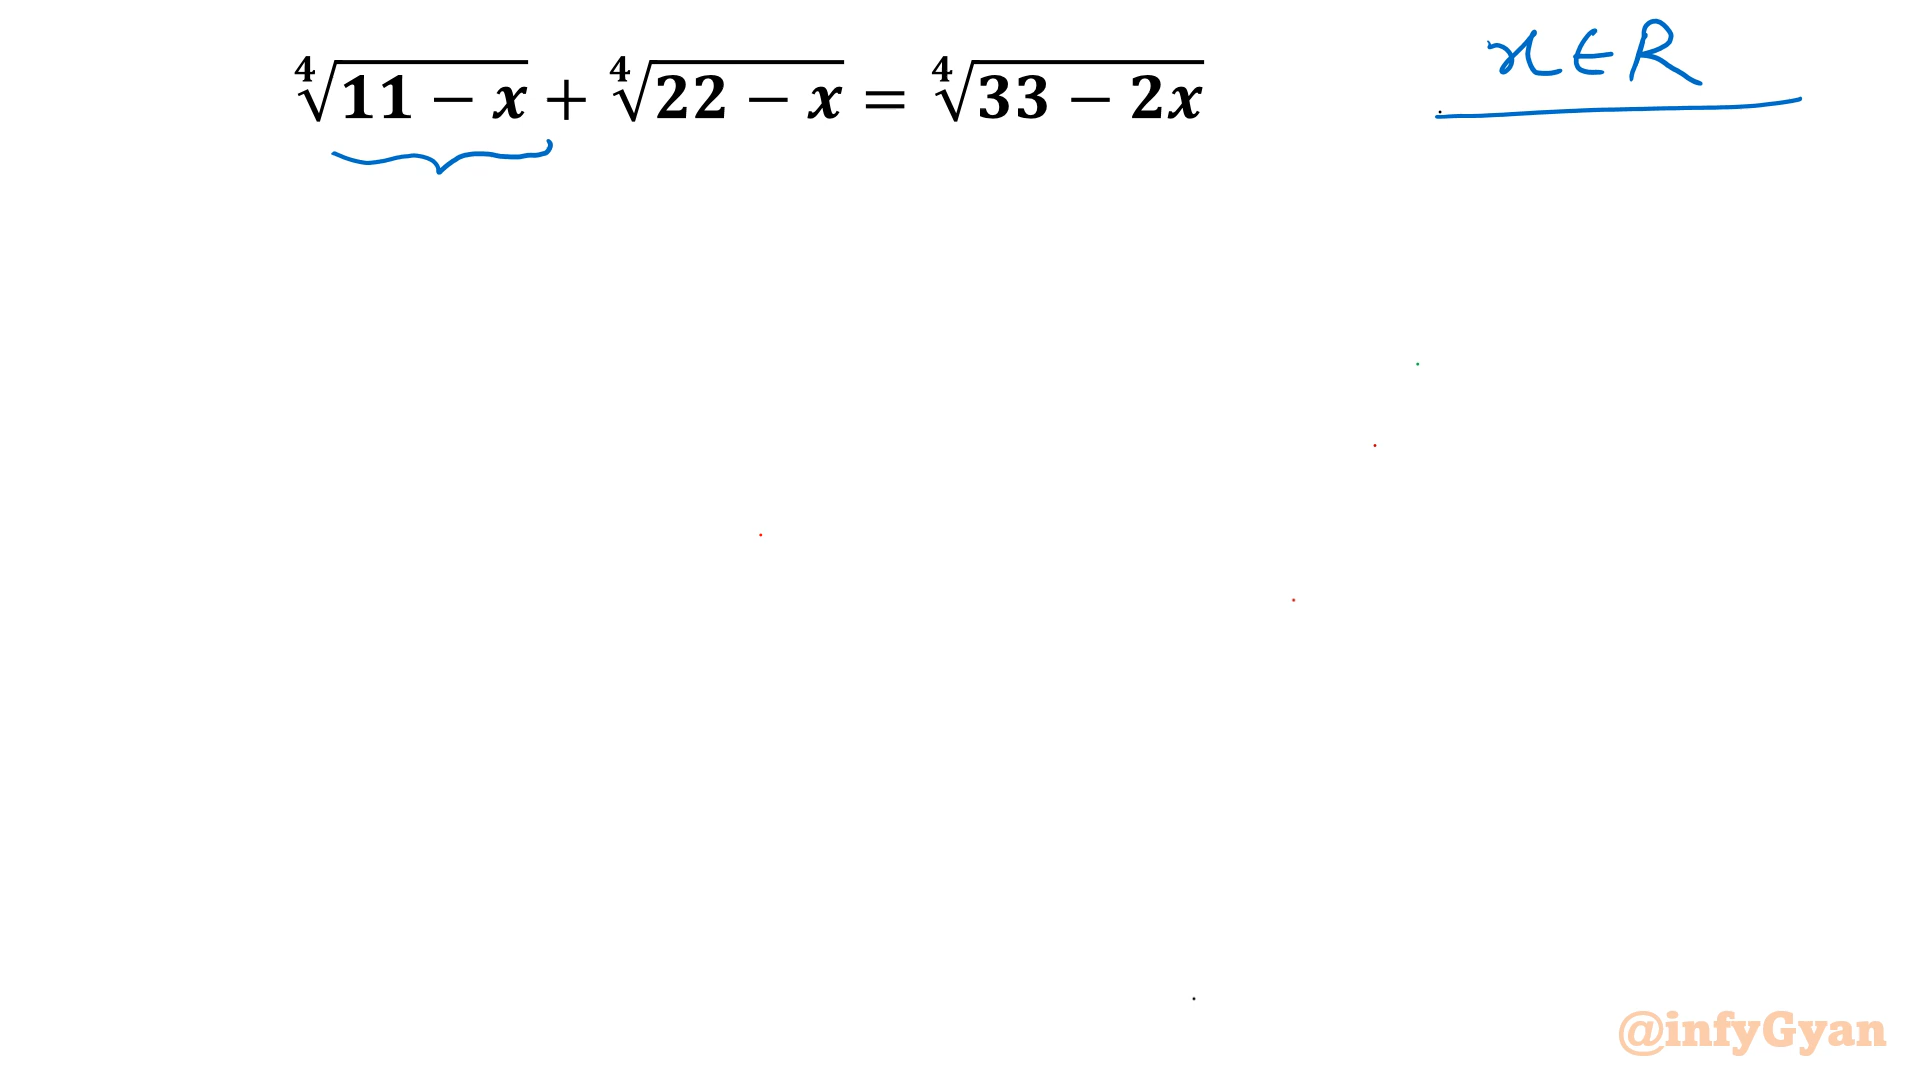 ∜(11 − x) + ∜(22 − x) = ∜(33 − 2x)
x ∈ R
@infyGyan